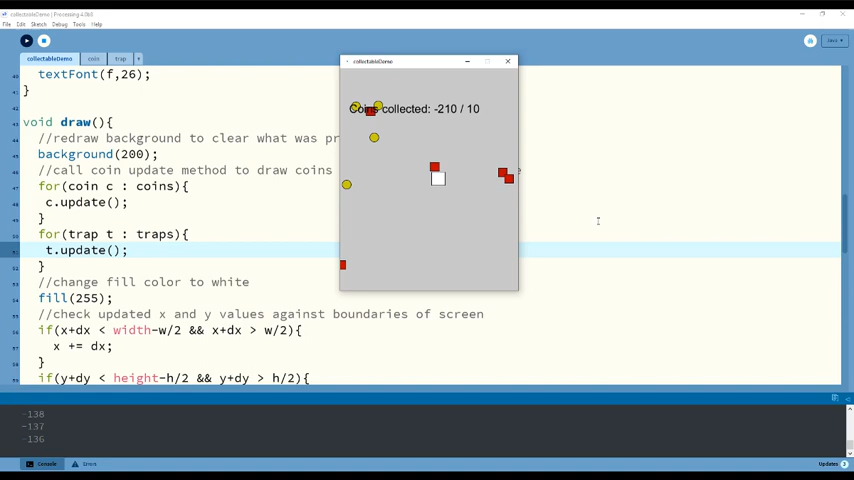 collectableDemo | Processing 4.0b8
File Edit Sketch Debug Tools Help
Java
collectableDemo coin trap
textFont(f,26);
}
void draw(){
//redraw background to clear what was pr
background(200);
//call coin update method to draw coins
e
for(coin c : coins){
c.update();
}
for(trap t : traps){
t.update();
}
//change fill color to white
fill(255);
//check updated x and y values against boundaries of screen
if(x+dx < width-w/2 && x+dx > w/2){
x += dx;
}
if(y+dy < height-h/2 && y+dy > h/2){
collectableDemo
Coins collected: -210 / 10
-138
-137
-136
Console Errors
Updates 3